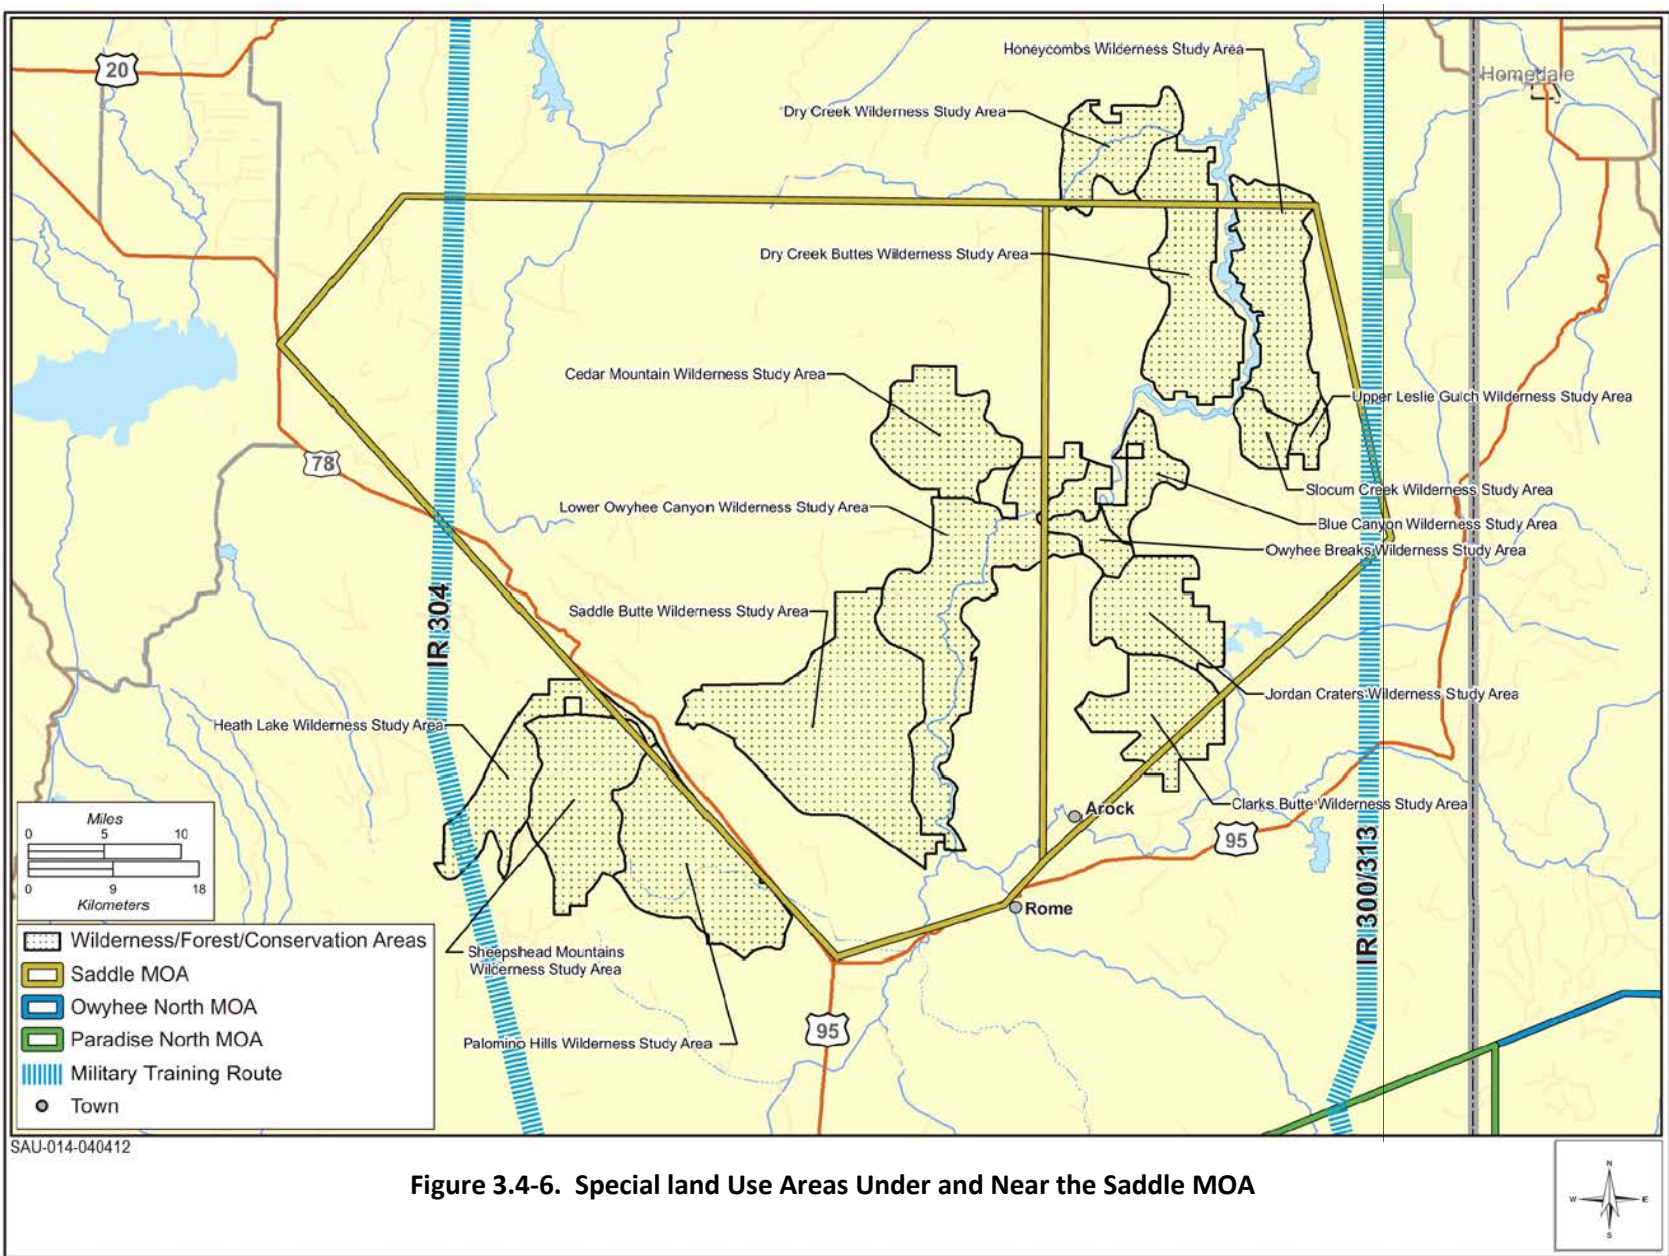 Honeycombs Wilderness Study Area
20
Homedale
Dry Creek Wilderness Study Area
Dry Creek Buttes Wilderness Study Area
Cedar Mountain Wilderness Study Area
Upper Leslie Gulch Wilderness Study Area
78
Slocum Creek Wilderness Study Area
Lower Owyhee Canyon Wilderness Study Area
Blue Canyon Wilderness Study Area
Owyhee Breaks Wilderness Study Area
IR 304
Saddle Butte Wilderness Study Area
Jordan Craters Wilderness Study Area
Heath Lake Wilderness Study Area
Clarks Butte Wilderness Study Area
Arock
95
IR 300/313
Rome
Miles
0 5 10
0 9 18
Kilometers
Sheepshead Mountains
Wilderness Study Area
Palomino Hills Wilderness Study Area
95
Wilderness/Forest/Conservation Areas
Saddle MOA
Owyhee North MOA
Paradise North MOA
Military Training Route
Town
SAU-014-040412
Figure 3.4-6. Special land Use Areas Under and Near the Saddle MOA
N
W E
S